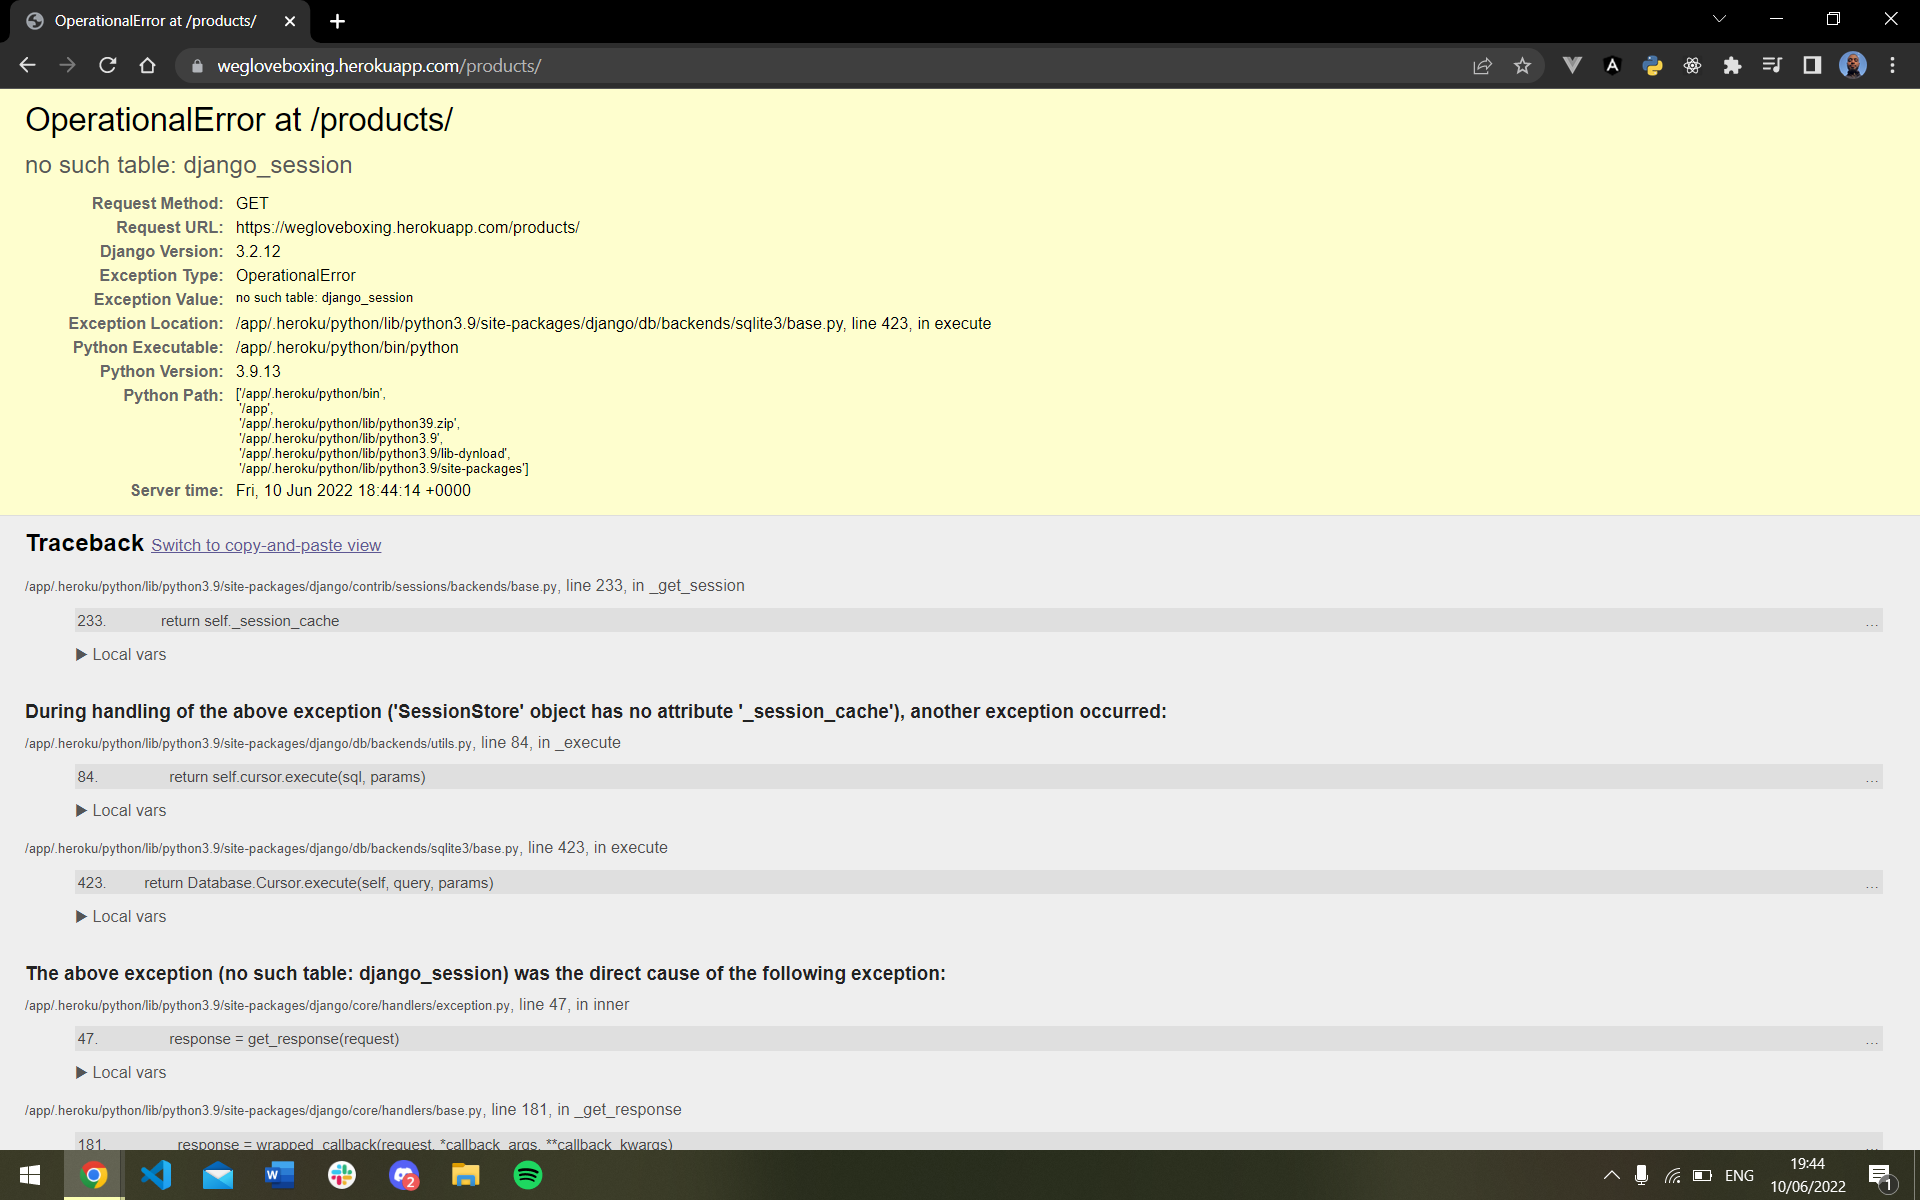 OperationalError at /products/
wegloveboxing.herokuapp.com/products/
OperationalError at /products/
no such table: django_session
Request Method: GET
Request URL: https://wegloveboxing.herokuapp.com/products/
Django Version: 3.2.12
Exception Type: OperationalError
Exception Value: no such table: django_session
Exception Location: /app/.heroku/python/lib/python3.9/site-packages/django/db/backends/sqlite3/base.py, line 423, in execute
Python Executable: /app/.heroku/python/bin/python
Python Version: 3.9.13
Python Path: ['/app/.heroku/python/bin',
'/app',
'/app/.heroku/python/lib/python39.zip',
'/app/.heroku/python/lib/python3.9',
'/app/.heroku/python/lib/python3.9/lib-dynload',
'/app/.heroku/python/lib/python3.9/site-packages']
Server time: Fri, 10 Jun 2022 18:44:14 +0000
Traceback Switch to copy-and-paste view
/app/.heroku/python/lib/python3.9/site-packages/django/contrib/sessions/backends/base.py, line 233, in _get_session
233. return self._session_cache ...
▶ Local vars
During handling of the above exception ('SessionStore' object has no attribute '_session_cache'), another exception occurred:
/app/.heroku/python/lib/python3.9/site-packages/django/db/backends/utils.py, line 84, in _execute
84. return self.cursor.execute(sql, params) ...
▶ Local vars
/app/.heroku/python/lib/python3.9/site-packages/django/db/backends/sqlite3/base.py, line 423, in execute
423. return Database.Cursor.execute(self, query, params) ...
▶ Local vars
The above exception (no such table: django_session) was the direct cause of the following exception:
/app/.heroku/python/lib/python3.9/site-packages/django/core/handlers/exception.py, line 47, in inner
47. response = get_response(request) ...
▶ Local vars
/app/.heroku/python/lib/python3.9/site-packages/django/core/handlers/base.py, line 181, in _get_response
181. response = wrapped_callback(request, *callback_args, **callback_kwargs) ...
2
ENG
19:44
10/06/2022
1